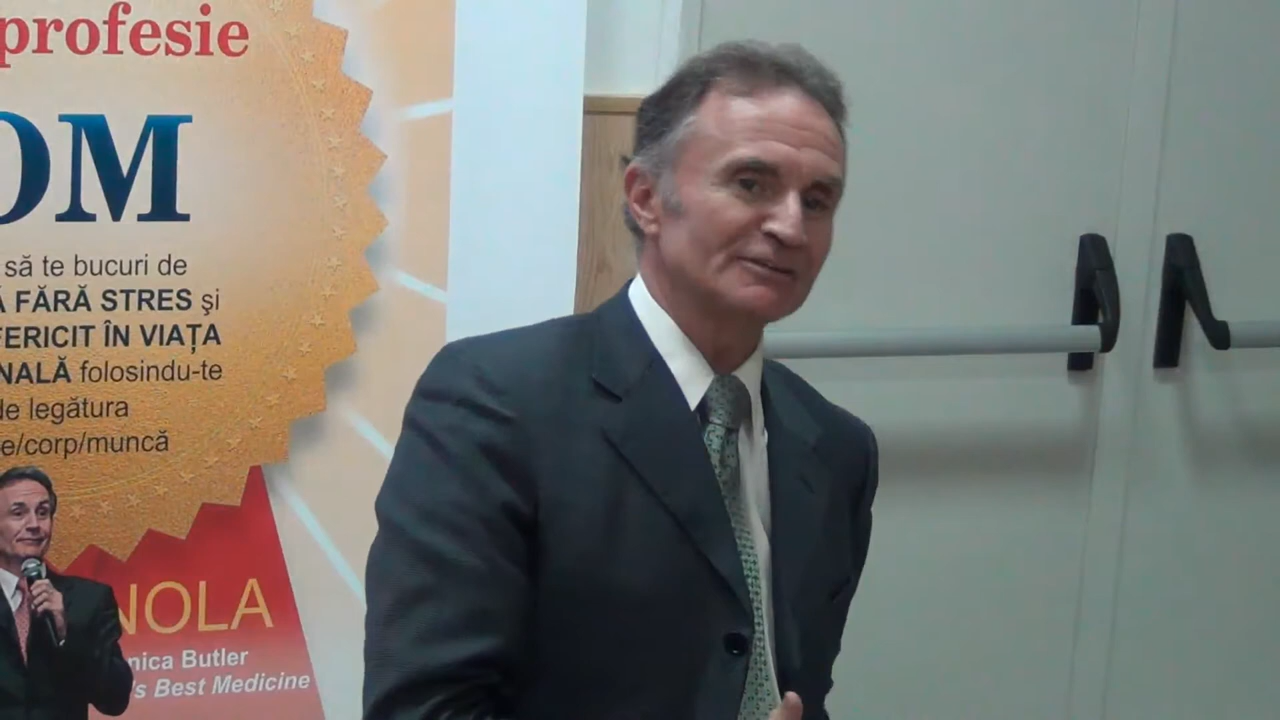 profesie
OM
să te bucuri de
FĂRĂ STRES şi
FERICIT ÎN VIAȚA
NALĂ folosindu-te
de legătura
e/corp/muncă
NOLA
nica Butler
's Best Medicine